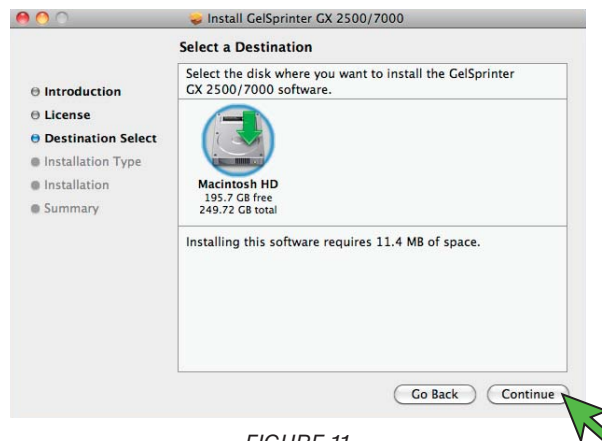 Install GelSprinter GX 2500/7000
Select a Destination
Introduction
License
Destination Select
Installation Type
Installation
Summary
Select the disk where you want to install the GelSprinter
GX 2500/7000 software.
Macintosh HD
195.7 GB free
249.72 GB total
Installing this software requires 11.4 MB of space.
Go Back
Continue
FIGURE 11